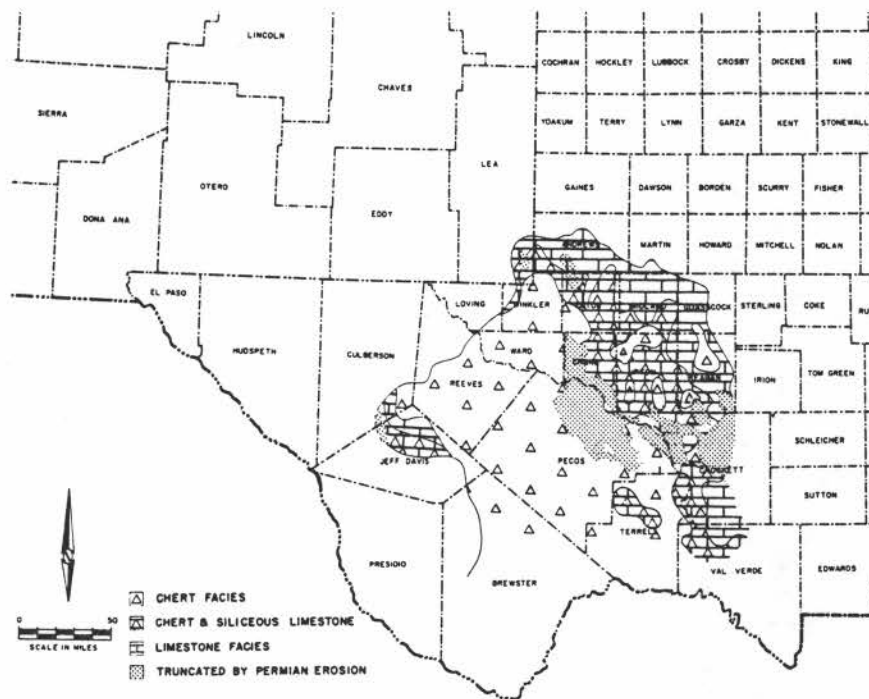 LINCOLN
COCHRAN HOCKLEY LUBBOCK CROSBY DICKENS KING
CHAVES
SIERRA
YOAKUM TERRY LYNN GARZA KENT STONEWALL
LEA
OTERO
GAINES DAWSON BORDEN SCURRY FISHER
DONA ANA
EDDY
MARTIN HOWARD MITCHELL NOLAN
EL PASO
LOVING WINKLER STERLING COKE RU
HUDSPETH
CULBERSON
WARD
REEVES
IRION TOM GREEN
SCHLEICHER
JEFF DAVIS
PECOS
CROCKETT
SUTTON
TERRELL
PRESIDIO
VAL VERDE EDWARDS
BREWSTER
N
CHERT FACIES
CHERT & SILICEOUS LIMESTONE
LIMESTONE FACIES
TRUNCATED BY PERMIAN EROSION
0 50
SCALE IN MILES